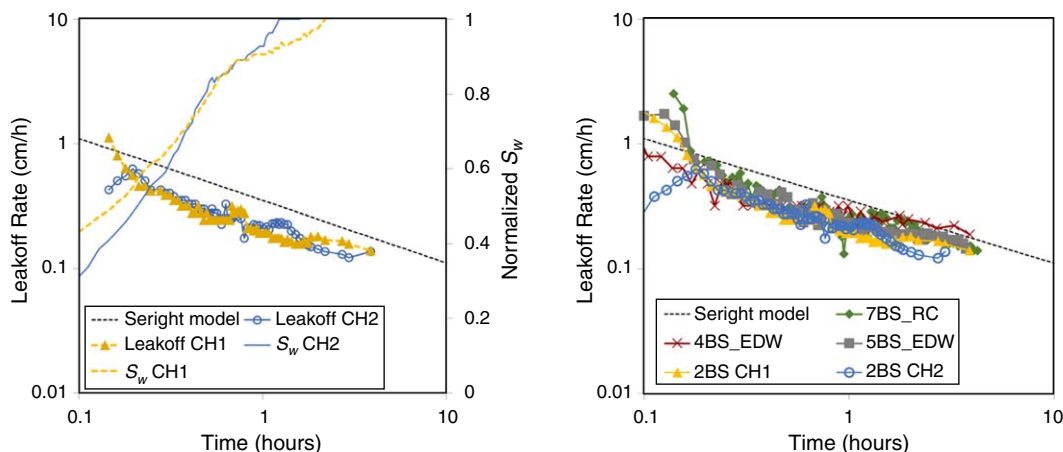 10
1
0.1
0.01
Leakoff Rate (cm/h)
0.1
1
10
Time (hours)
1
0.8
0.6
0.4
0.2
0
Normalized Sw
Seright model
Leakoff CH2
Leakoff CH1
Sw CH2
Sw CH1
10
1
0.1
0.01
Leakoff Rate (cm/h)
0.1
1
10
Time (hours)
Seright model
7BS_RC
4BS_EDW
5BS_EDW
2BS CH1
2BS CH2